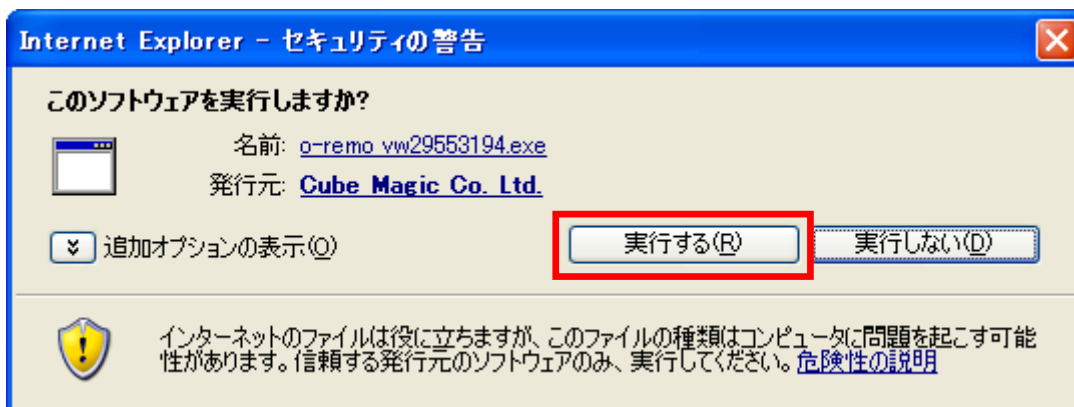 Internet Explorer - セキュリティの警告
このソフトウェアを実行しますか?
名前: o-remo vw29553194.exe
発行元: Cube Magic Co. Ltd.
追加オプションの表示(O) 実行する(R) 実行しない(D)
インターネットのファイルは役に立ちますが、このファイルの種類はコンピュータに問題を起こす可能
性があります。信頼する発行元のソフトウェアのみ、実行してください。危険性の説明